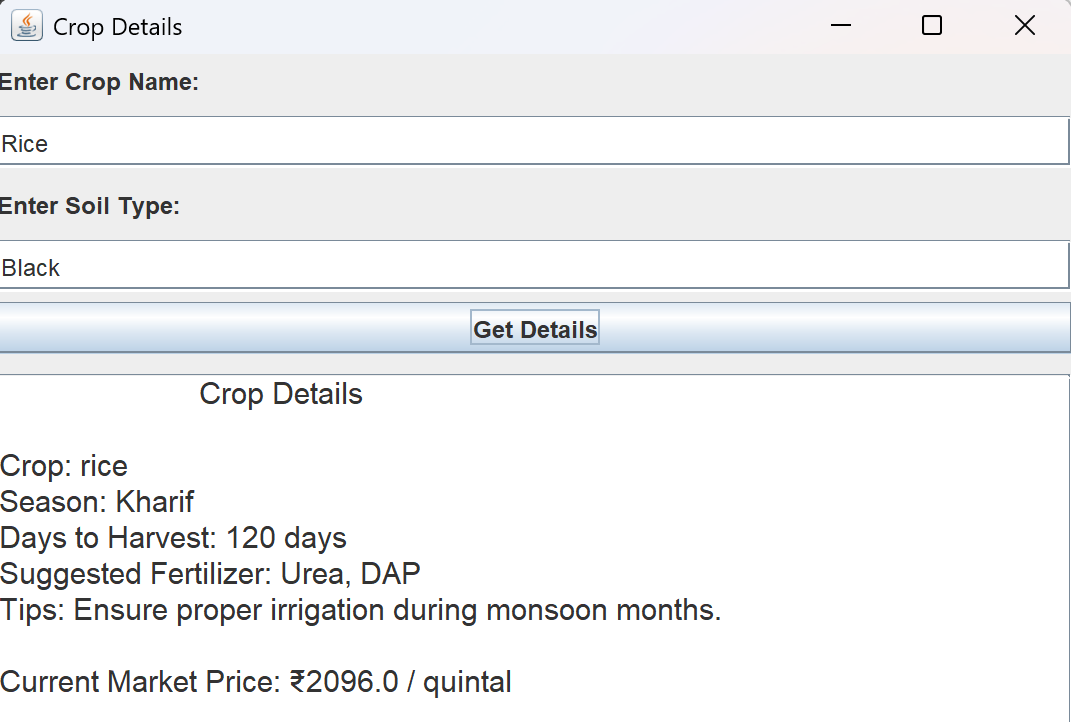 Crop Details
Enter Crop Name:
Rice
Enter Soil Type:
Black
Get Details
Crop Details
Crop: rice
Season: Kharif
Days to Harvest: 120 days
Suggested Fertilizer: Urea, DAP
Tips: Ensure proper irrigation during monsoon months.
Current Market Price: ₹2096.0 / quintal